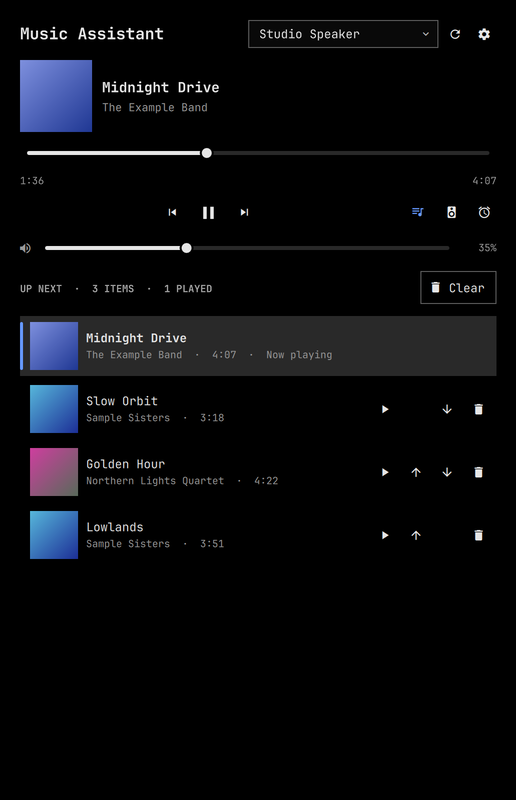 Music Assistant
Studio Speaker
Midnight Drive
The Example Band
1:36
4:07
35%
UP NEXT · 3 ITEMS · 1 PLAYED
Clear
Midnight Drive
The Example Band · 4:07 · Now playing
Slow Orbit
Sample Sisters · 3:18
Golden Hour
Northern Lights Quartet · 4:22
Lowlands
Sample Sisters · 3:51